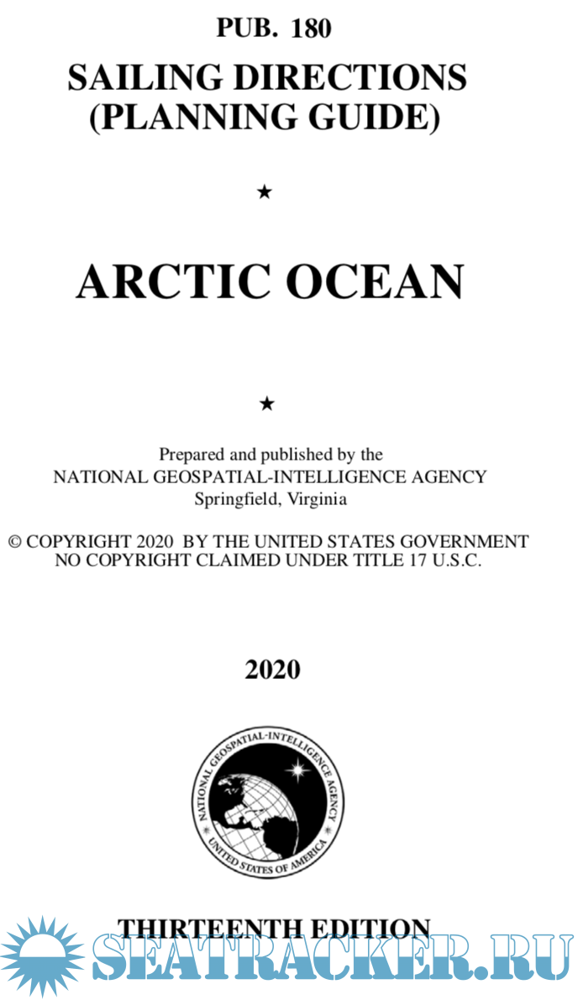 PUB. 180
SAILING DIRECTIONS
(PLANNING GUIDE)
★
ARCTIC OCEAN
★
Prepared and published by the
NATIONAL GEOSPATIAL-INTELLIGENCE AGENCY
Springfield, Virginia
© COPYRIGHT 2020 BY THE UNITED STATES GOVERNMENT
NO COPYRIGHT CLAIMED UNDER TITLE 17 U.S.C.
2020
NATIONAL GEOSPATIAL-INTELLIGENCE AGENCY
UNITED STATES OF AMERICA
THIRTEENTH EDITION
SEATRACKER.RU